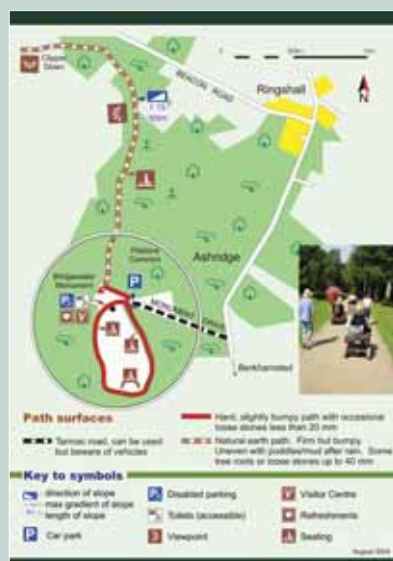 Clipper
Down
BEACON ROAD
Ringshall
N
Ashridge
Common
Bridgewater
Monument
P
MONUMENT DRIVE
Berkhamsted
Path surfaces
Tarmac road, can be used
but beware of vehicles
Hard, slightly bumpy path with occasional
loose stones less than 20 mm
Natural earth path. Firm but bumpy.
Uneven with puddles/mud after rain. Some
tree roots or loose stones up to 40 mm
Key to symbols
direction of slope
max gradient of slope
length of slope
P Car park
Disabled parking
Toilets (accessible)
Viewpoint
Visitor Centre
Refreshments
Seating
August